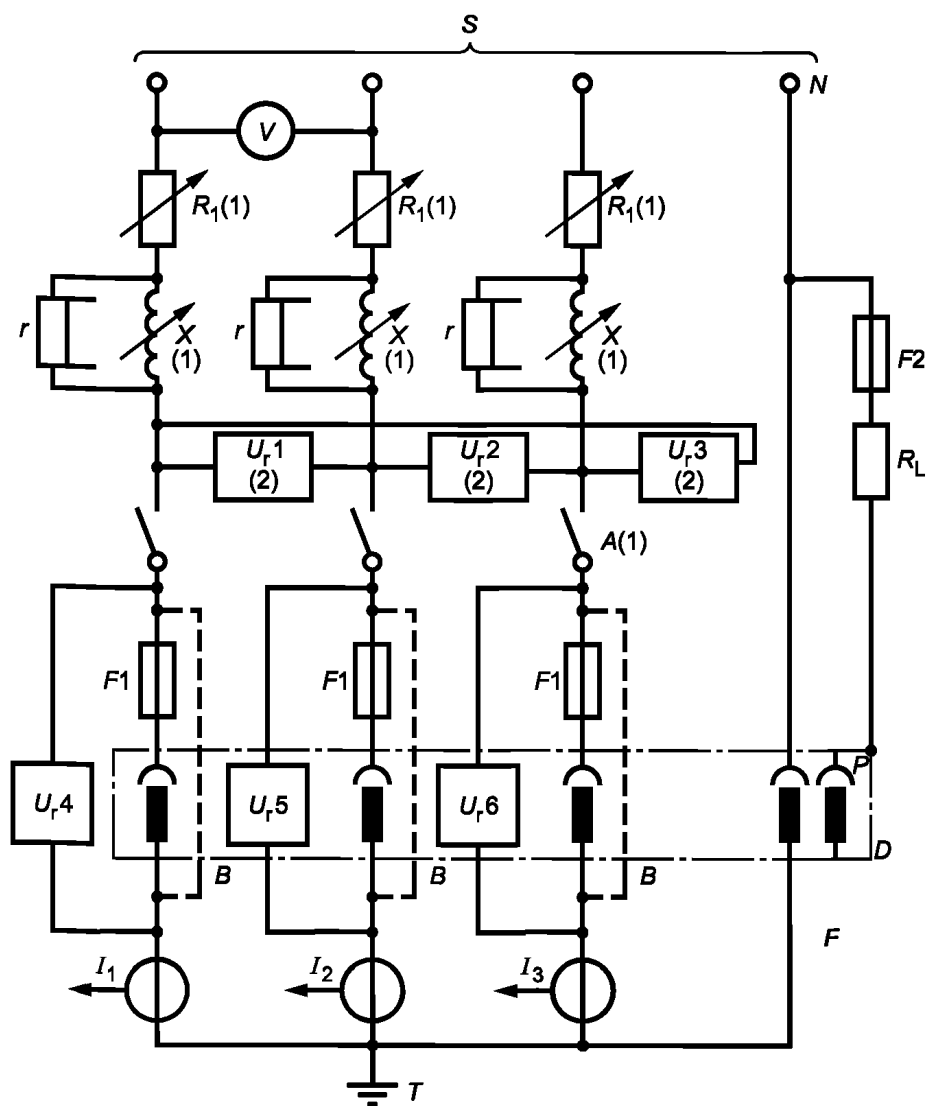 S
N
V
R₁(1) R₁(1) R₁(1)
r X (1) r X (1) r X (1)
F2
Uᵣ1 (2) Uᵣ2 (2) Uᵣ3 (2)
R_L
A(1)
F1 F1 F1
P
Uᵣ4 Uᵣ5 Uᵣ6
B B B D
F
I₁ I₂ I₃
T